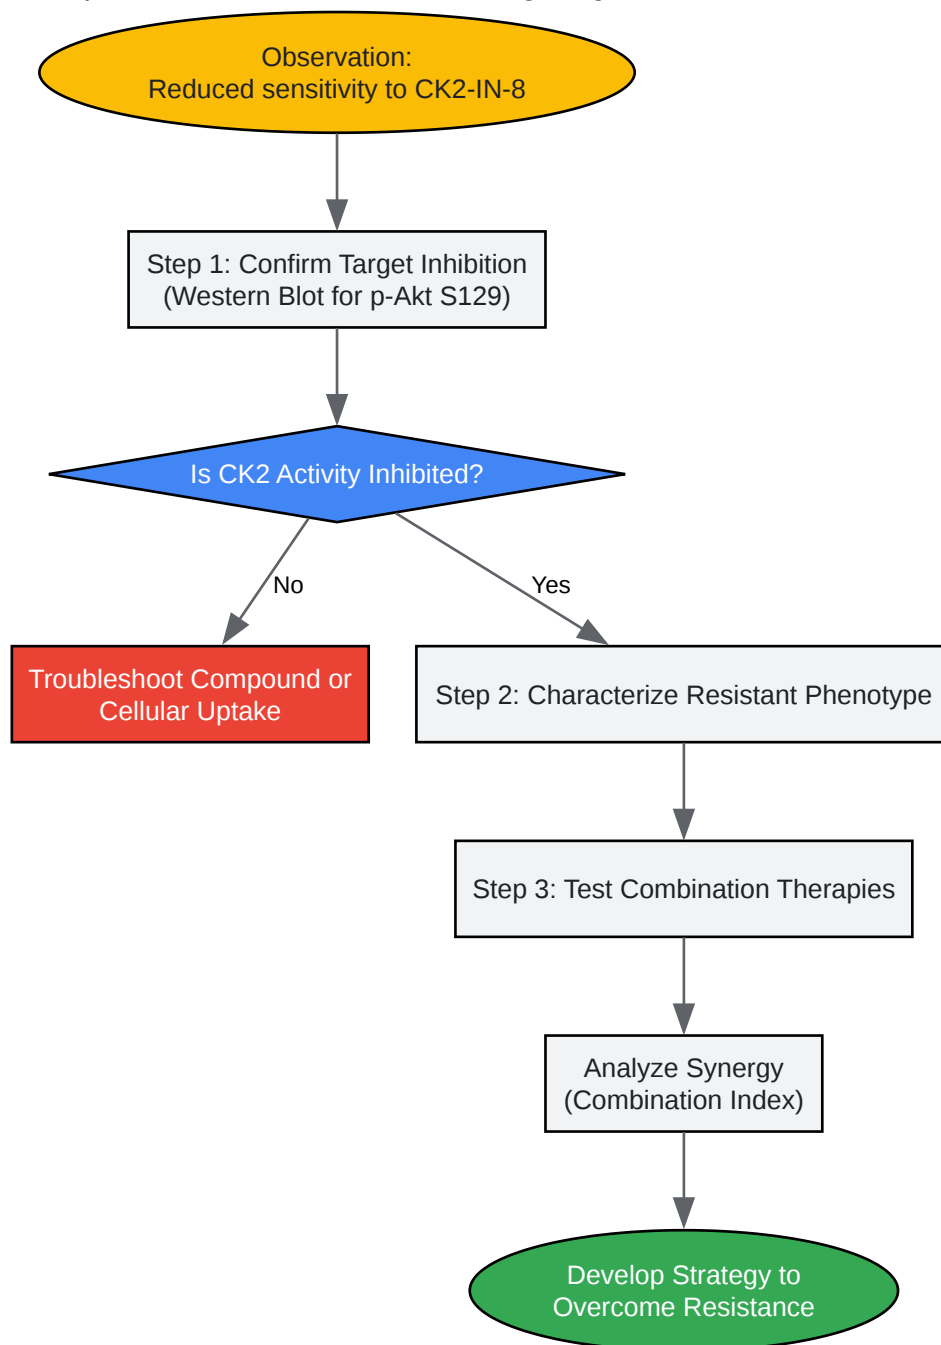 Observation:
Reduced sensitivity to CK2-IN-8
Step 1: Confirm Target Inhibition
(Western Blot for p-Akt S129)
Is CK2 Activity Inhibited?
No
Yes
Troubleshoot Compound or
Cellular Uptake
Step 2: Characterize Resistant Phenotype
Step 3: Test Combination Therapies
Analyze Synergy
(Combination Index)
Develop Strategy to
Overcome Resistance